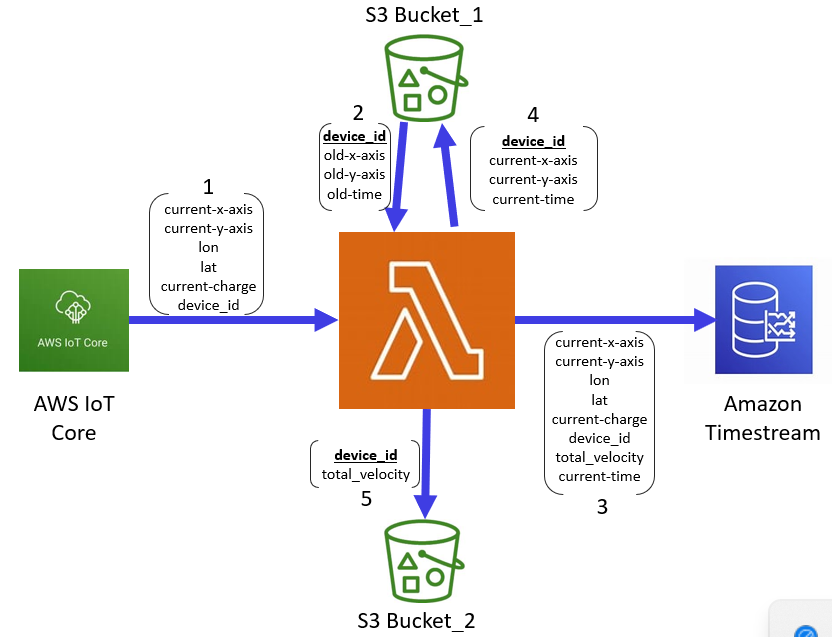 S3 Bucket_1
2
device_id
old-x-axis
old-y-axis
old-time
4
device_id
current-x-axis
current-y-axis
current-time
1
current-x-axis
current-y-axis
lon
lat
current-charge
device_id
AWS IoT Core
AWS IoT
Core
current-x-axis
current-y-axis
lon
lat
current-charge
device_id
total_velocity
current-time
3
Amazon
Timestream
device_id
total_velocity
5
S3 Bucket_2